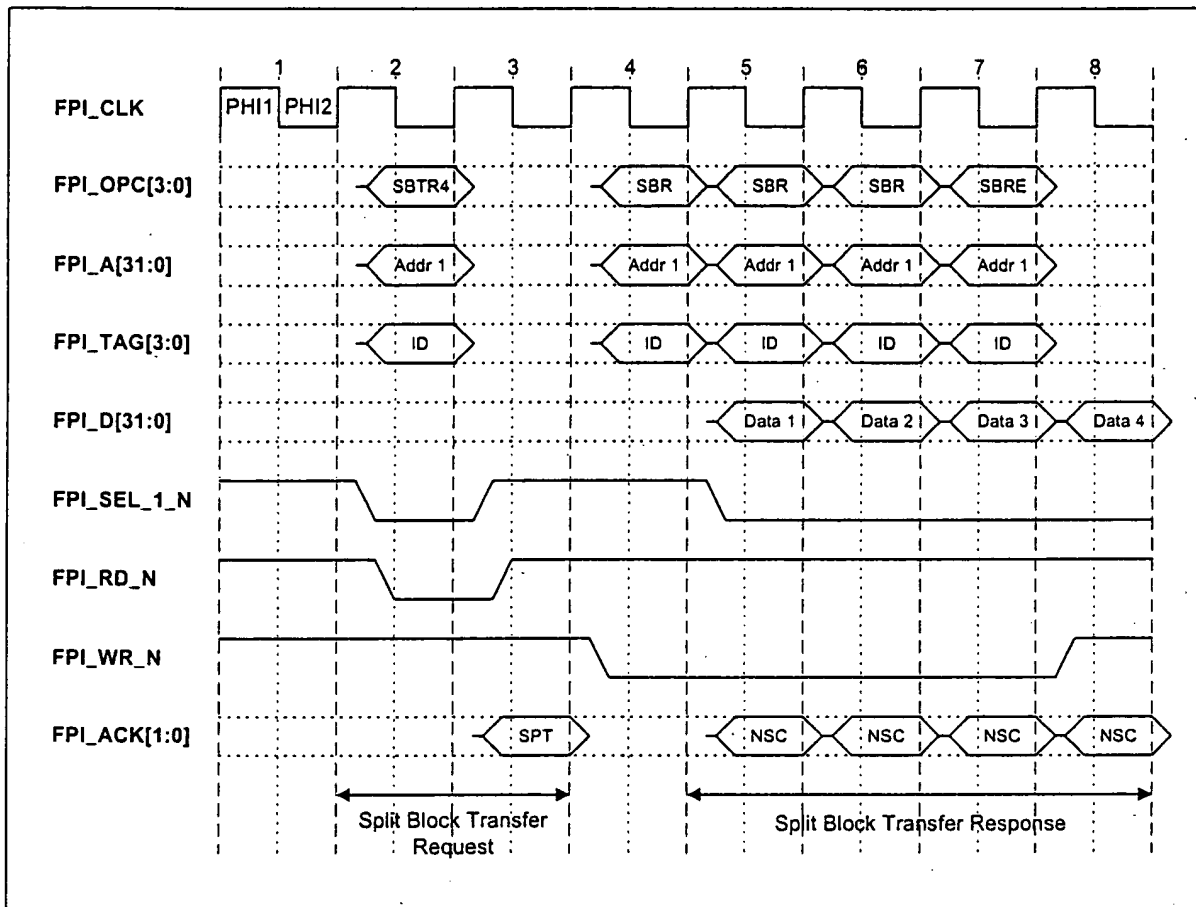 1 2 3 4 5 6 7 8
FPI_CLK PHI1 PHI2
FPI_OPC[3:0] SBTR4 SBR SBR SBR SBRE
FPI_A[31:0] Addr 1 Addr 1 Addr 1 Addr 1 Addr 1
FPI_TAG[3:0] ID ID ID ID ID
FPI_D[31:0] Data 1 Data 2 Data 3 Data 4
FPI_SEL_1_N
FPI_RD_N
FPI_WR_N
FPI_ACK[1:0] SPT NSC NSC NSC NSC
Split Block Transfer
Request
Split Block Transfer Response